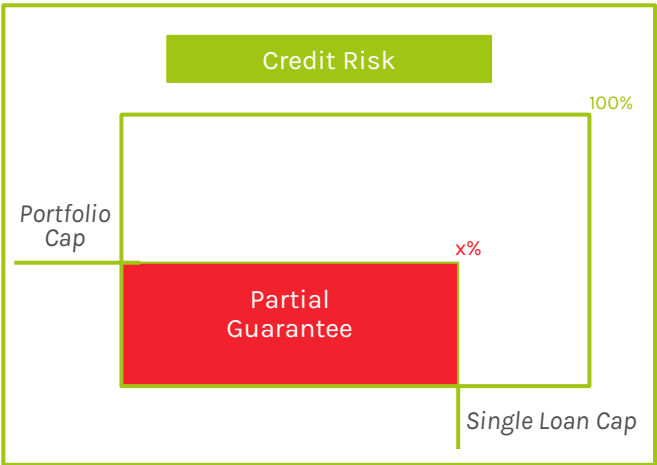 Credit Risk
100%
Portfolio
Cap
x%
Partial
Guarantee
Single Loan Cap